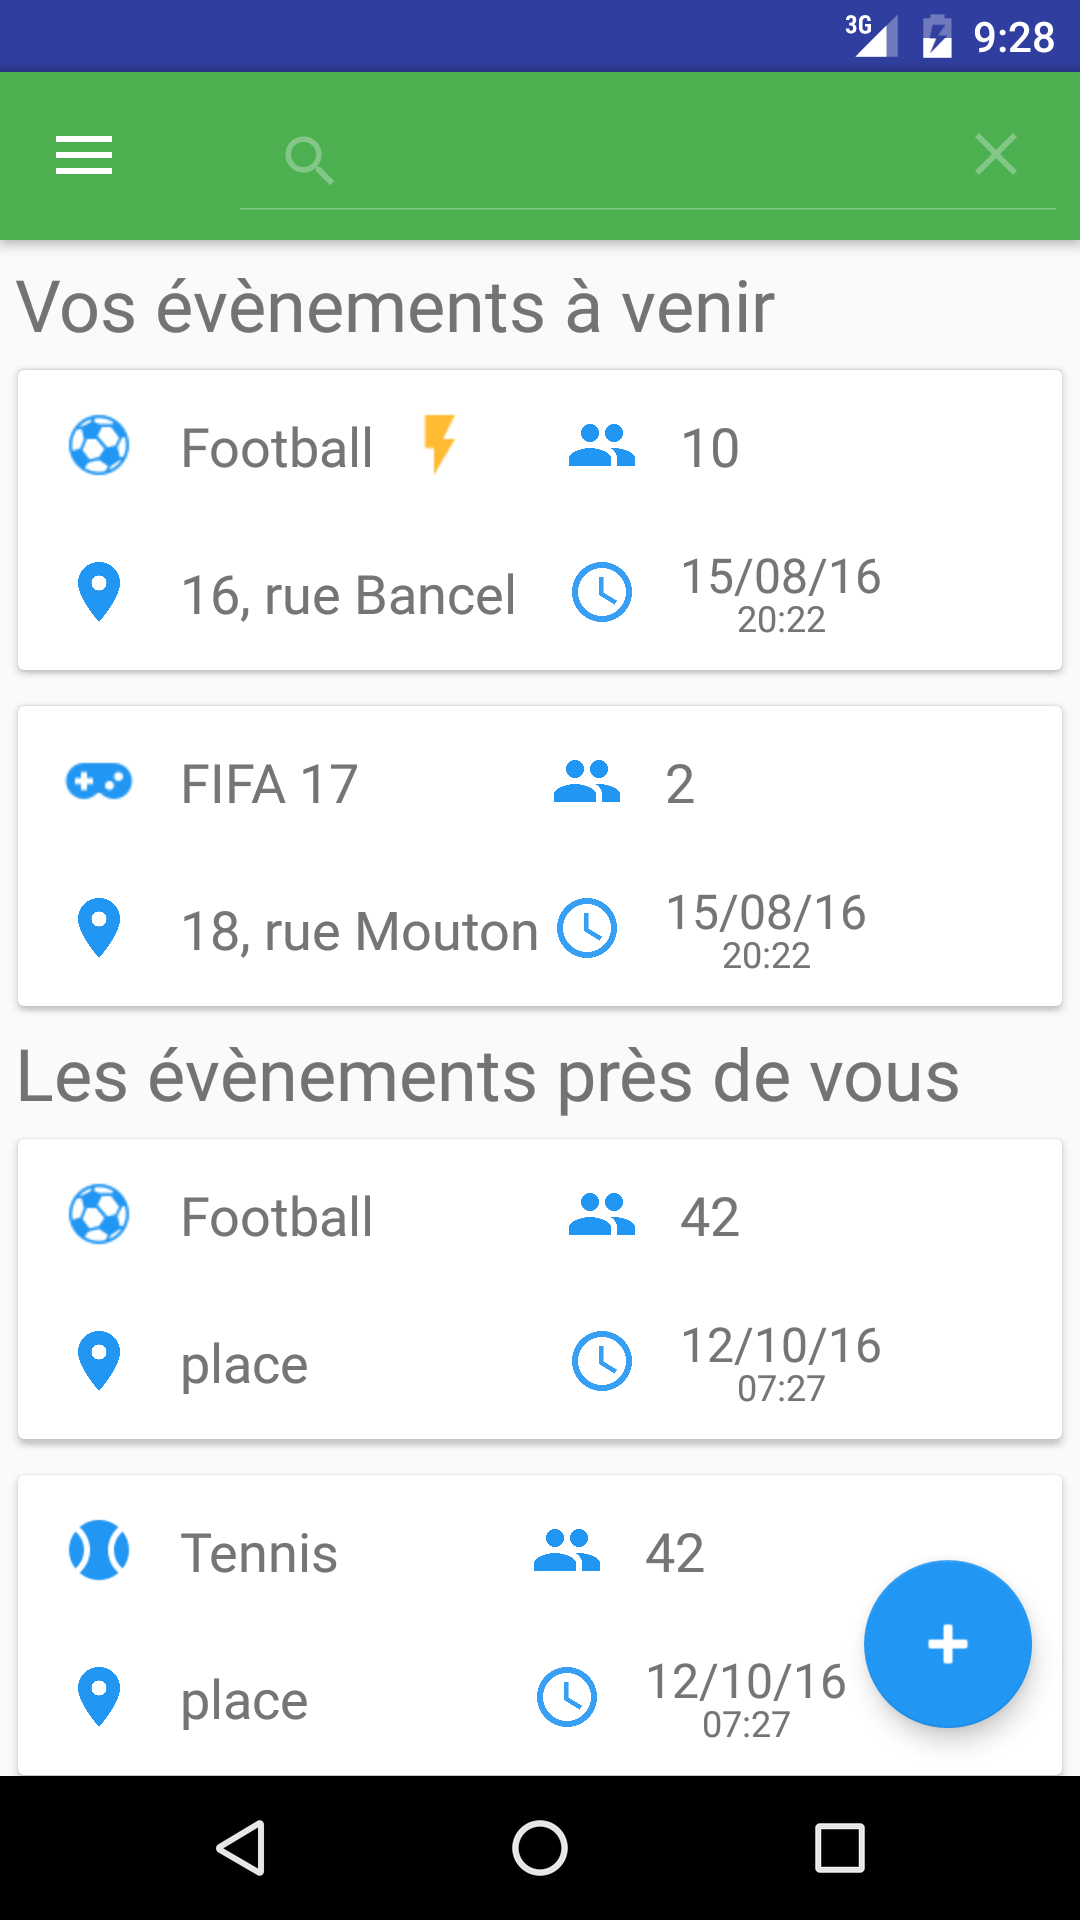 3G 9:28
Vos évènements à venir
Football 10
16, rue Bancel 15/08/16
20:22
FIFA 17 2
18, rue Mouton 15/08/16
20:22
Les évènements près de vous
Football 42
place 12/10/16
07:27
Tennis 42
place 12/10/16
07:27